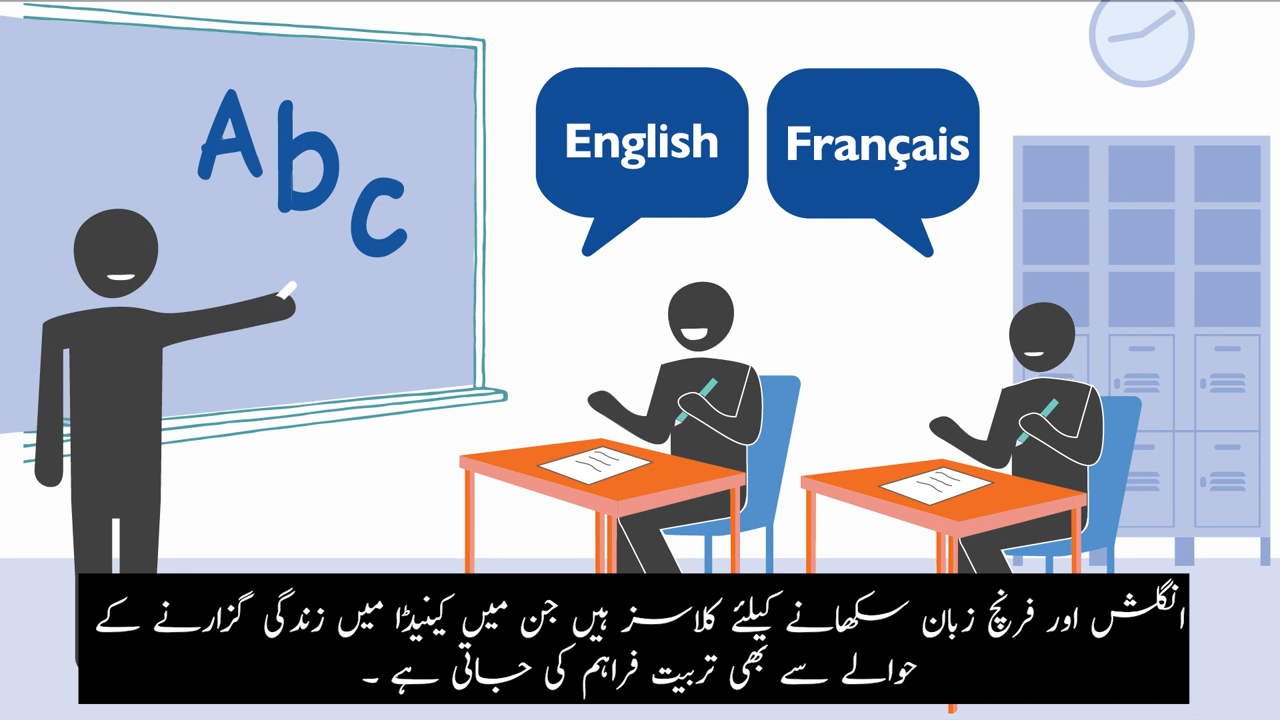 Abc
English
Français
انگلش اور فرنچ زبان سکھانے کیلئے کلاسز ہیں جن میں کینیڈا میں زندگی گزارنے کے
حوالے سے بھی تربیت فراہم کی جاتی ہے ۔